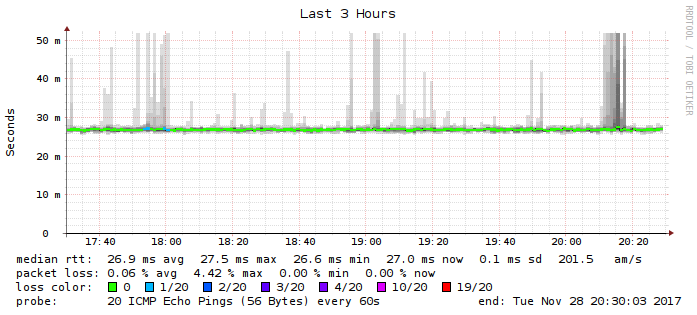 Last 3 Hours
RRDTOOL / TOBI OETIKER
Seconds
50 m
40 m
30 m
20 m
10 m
0
17:40 18:00 18:20 18:40 19:00 19:20 19:40 20:00 20:20
median rtt: 26.9 ms avg 27.5 ms max 26.6 ms min 27.0 ms now 0.1 ms sd 201.5 am/s
packet loss: 0.06 % avg 4.42 % max 0.00 % min 0.00 % now
loss color: 0 1/20 2/20 3/20 4/20 10/20 19/20
probe: 20 ICMP Echo Pings (56 Bytes) every 60s end: Tue Nov 28 20:30:03 2017